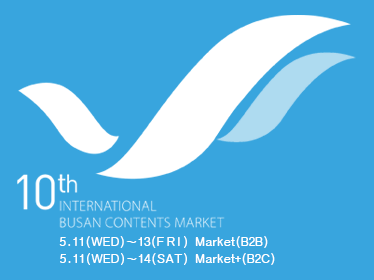 10th
INTERNATIONAL
BUSAN CONTENTS MARKET
5.11(WED)~13(FRI) Market(B2B)
5.11(WED)~14(SAT) Market+(B2C)